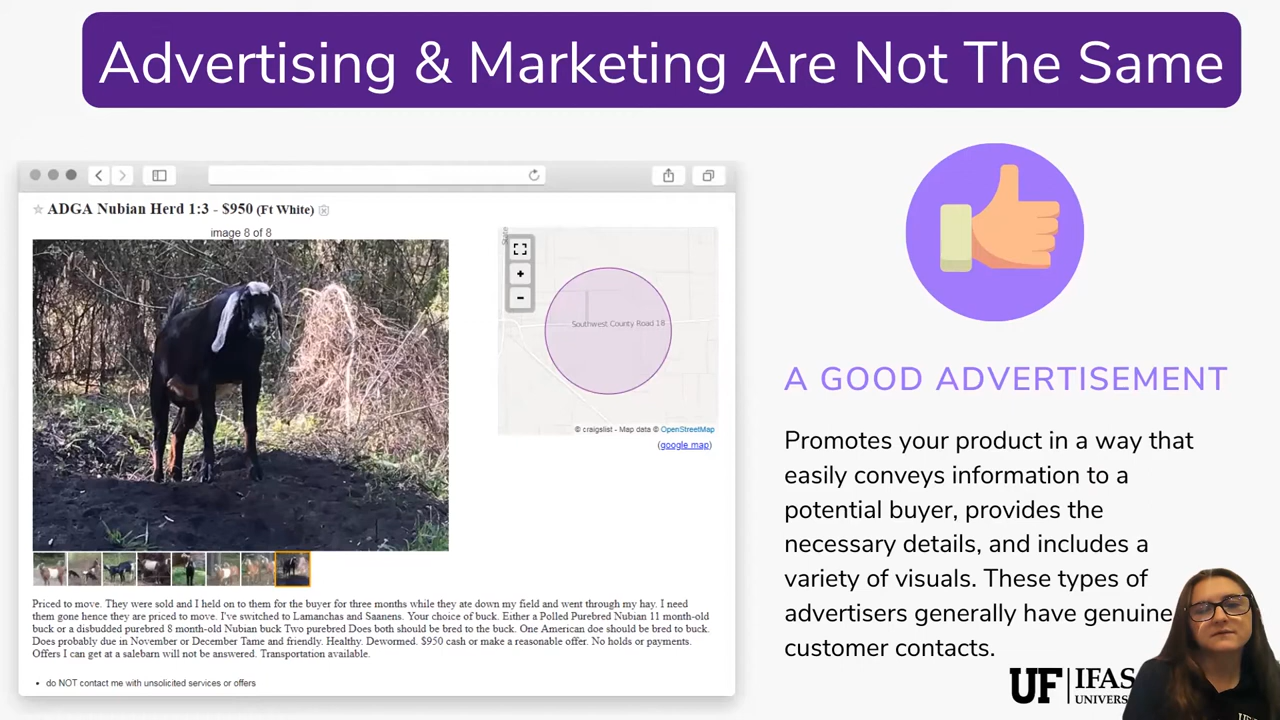 Advertising & Marketing Are Not The Same
ADGA Nubian Herd 1:3 - $950 (Ft White)
image 8 of 8
Southwest County Road 18
© craigslist - Map data © OpenStreetMap
(google map)
Priced to move. They were sold and I held on to them for the buyer for three months while they ate down my field and went through my hay. I need
them gone hence they are priced to move. I've switched to Lamanchas and Saanens. Your choice of buck. Either a Polled Purebred Nubian 11 month-old
buck or a disbudded purebred 8 month-old Nubian buck Two purebred Does both should be bred to the buck. One American doe should be bred to buck.
Does probably due in November or December Tame and friendly. Healthy. Dewormed. $950 cash or make a reasonable offer. No holds or payments.
Offers I can get at a salebarn will not be answered. Transportation available.
• do NOT contact me with unsolicited services or offers
A GOOD ADVERTISEMENT
Promotes your product in a way that
easily conveys information to a
potential buyer, provides the
necessary details, and includes a
variety of visuals. These types of
advertisers generally have genuine
customer contacts.
UF IFAS